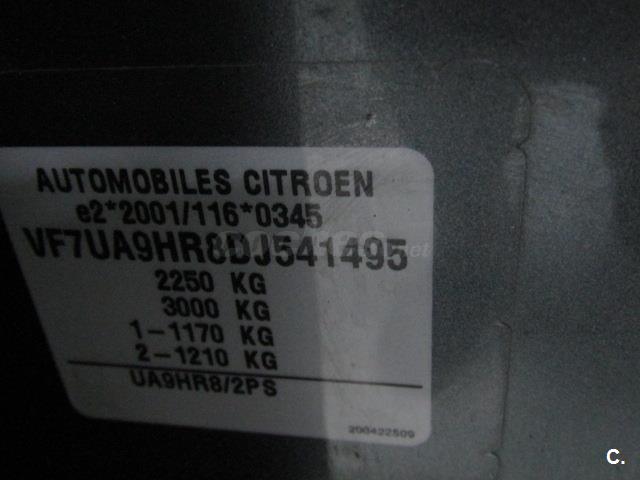 AUTOMOBILES CITROEN
e2*2001/116*0345
VF7UA9HR8DJ541495
2250 KG
3000 KG
1-1170 KG
2-1210 KG
UA9HR8/2PS
200422509
C.